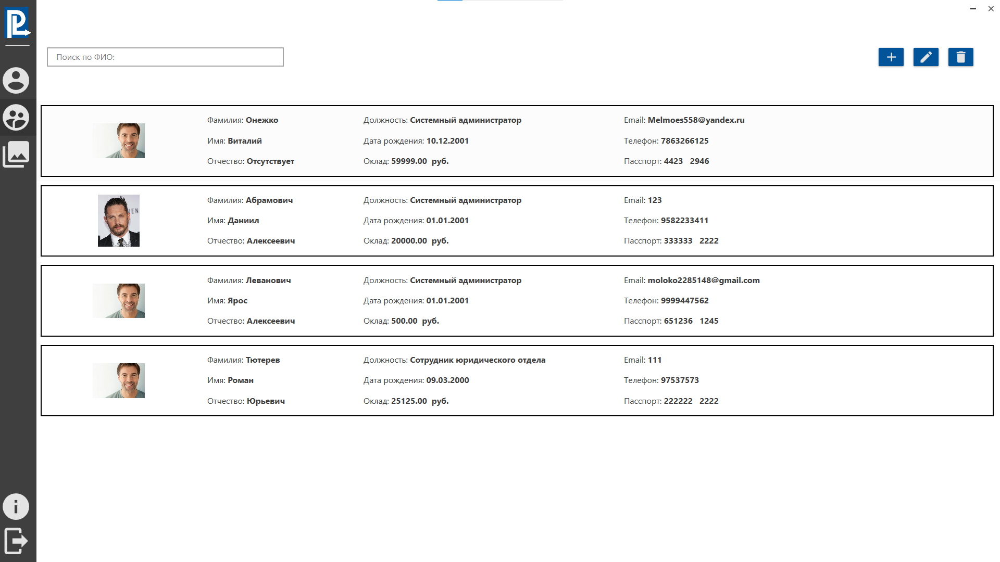 Поиск по ФИО:
Фамилия: Онежко
Должность: Системный администратор
Email: Melmoes558@yandex.ru
Имя: Виталий
Дата рождения: 10.12.2001
Телефон: 7863266125
Отчество: Отсутствует
Оклад: 59999.00 руб.
Паспорт: 4423 2946
Фамилия: Абрамович
Должность: Системный администратор
Email: 123
Имя: Даниил
Дата рождения: 01.01.2001
Телефон: 9582233411
Отчество: Алексеевич
Оклад: 20000.00 руб.
Пасспорт: 333333 2222
Фамилия: Леванович
Должность: Системный администратор
Email: moloko2285148@gmail.com
Имя: Ярос
Дата рождения: 01.01.2001
Телефон: 9999447562
Отчество: Алексеевич
Оклад: 500.00 руб.
Пасспорт: 651236 1245
Фамилия: Тютерев
Должность: Сотрудник юридического отдела
Email: 111
Имя: Роман
Дата рождения: 09.03.2000
Телефон: 97537573
Отчество: Юрьевич
Оклад: 25125.00 руб.
Пасспорт: 222222 2222